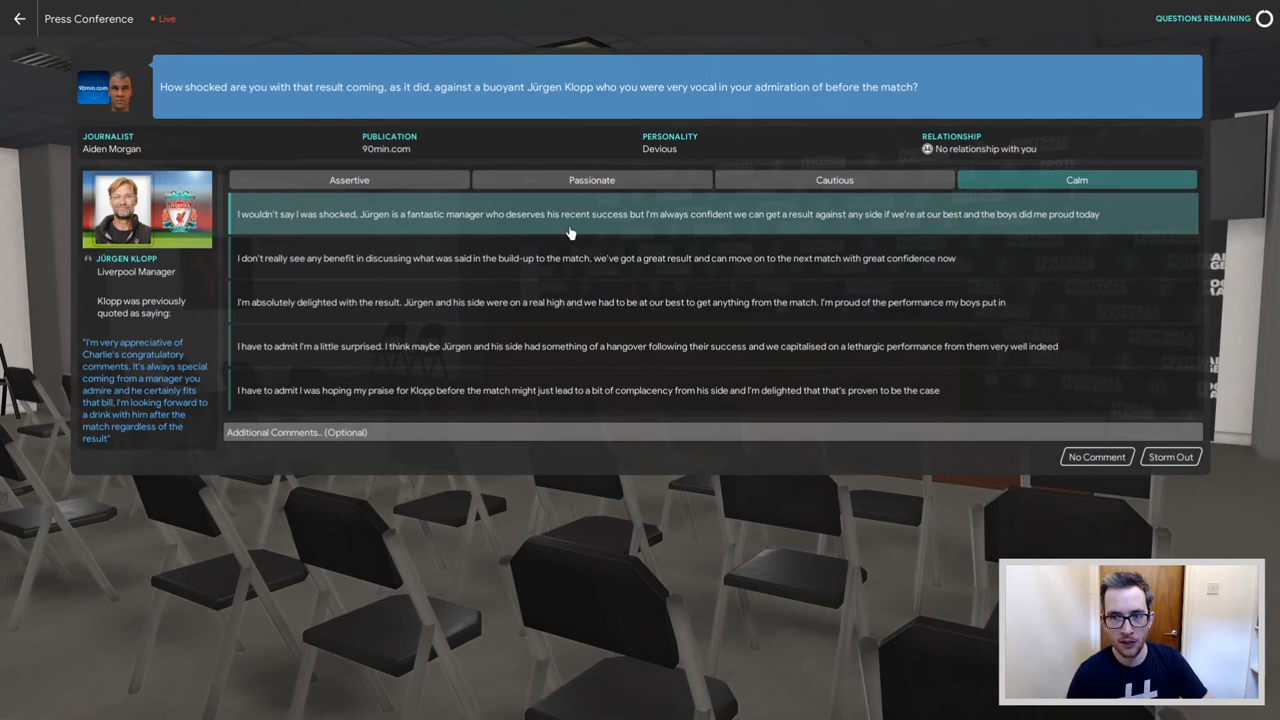 Press Conference
Live
QUESTIONS REMAINING
90min.com
How shocked are you with that result coming, as it did, against a buoyant Jürgen Klopp who you were very vocal in your admiration of before the match?
JOURNALIST
Aiden Morgan
PUBLICATION
90min.com
PERSONALITY
Devious
RELATIONSHIP
No relationship with you
Assertive
Passionate
Cautious
Calm
JÜRGEN KLOPP
Liverpool Manager
Klopp was previously
quoted as saying:
"I'm very appreciative of
Charlie's congratulatory
comments. It's always special
coming from a manager you
admire and he certainly fits
that bill, I'm looking forward to
a drink with him after the
match regardless of the
result"
I wouldn't say I was shocked, Jürgen is a fantastic manager who deserves his recent success but I'm always confident we can get a result against any side if we're at our best and the boys did me proud today
I don't really see any benefit in discussing what was said in the build-up to the match, we've got a great result and can move on to the next match with great confidence now
I'm absolutely delighted with the result. Jürgen and his side were on a real high and we had to be at our best to get anything from the match. I'm proud of the performance my boys put in
I have to admit I'm a little surprised. I think maybe Jürgen and his side had something of a hangover following their success and we capitalised on a lethargic performance from them very well indeed
I have to admit I was hoping my praise for Klopp before the match might just lead to a bit of complacency from his side and I'm delighted that that's proven to be the case
Additional Comments.. (Optional)
No Comment
Storm Out